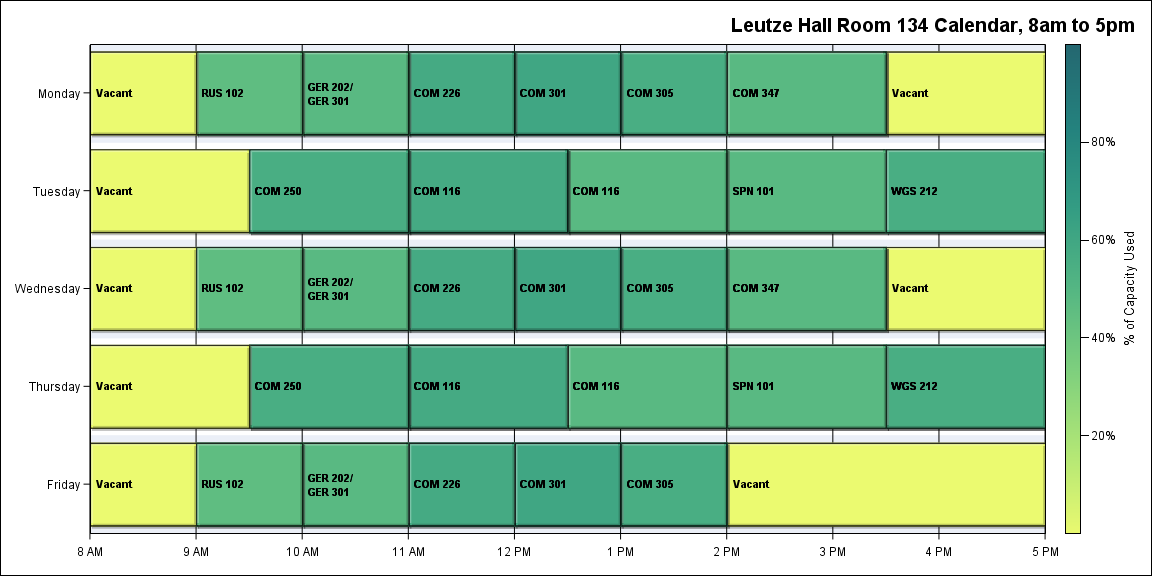 Leutze Hall Room 134 Calendar, 8am to 5pm
Monday
Vacant
RUS 102
GER 202/
GER 301
COM 226
COM 301
COM 305
COM 347
Vacant
Tuesday
Vacant
COM 250
COM 116
COM 116
SPN 101
WGS 212
Wednesday
Vacant
RUS 102
GER 202/
GER 301
COM 226
COM 301
COM 305
COM 347
Vacant
Thursday
Vacant
COM 250
COM 116
COM 116
SPN 101
WGS 212
Friday
Vacant
RUS 102
GER 202/
GER 301
COM 226
COM 301
COM 305
Vacant
8 AM
9 AM
10 AM
11 AM
12 PM
1 PM
2 PM
3 PM
4 PM
5 PM
80%
60%
40%
20%
% of Capacity Used